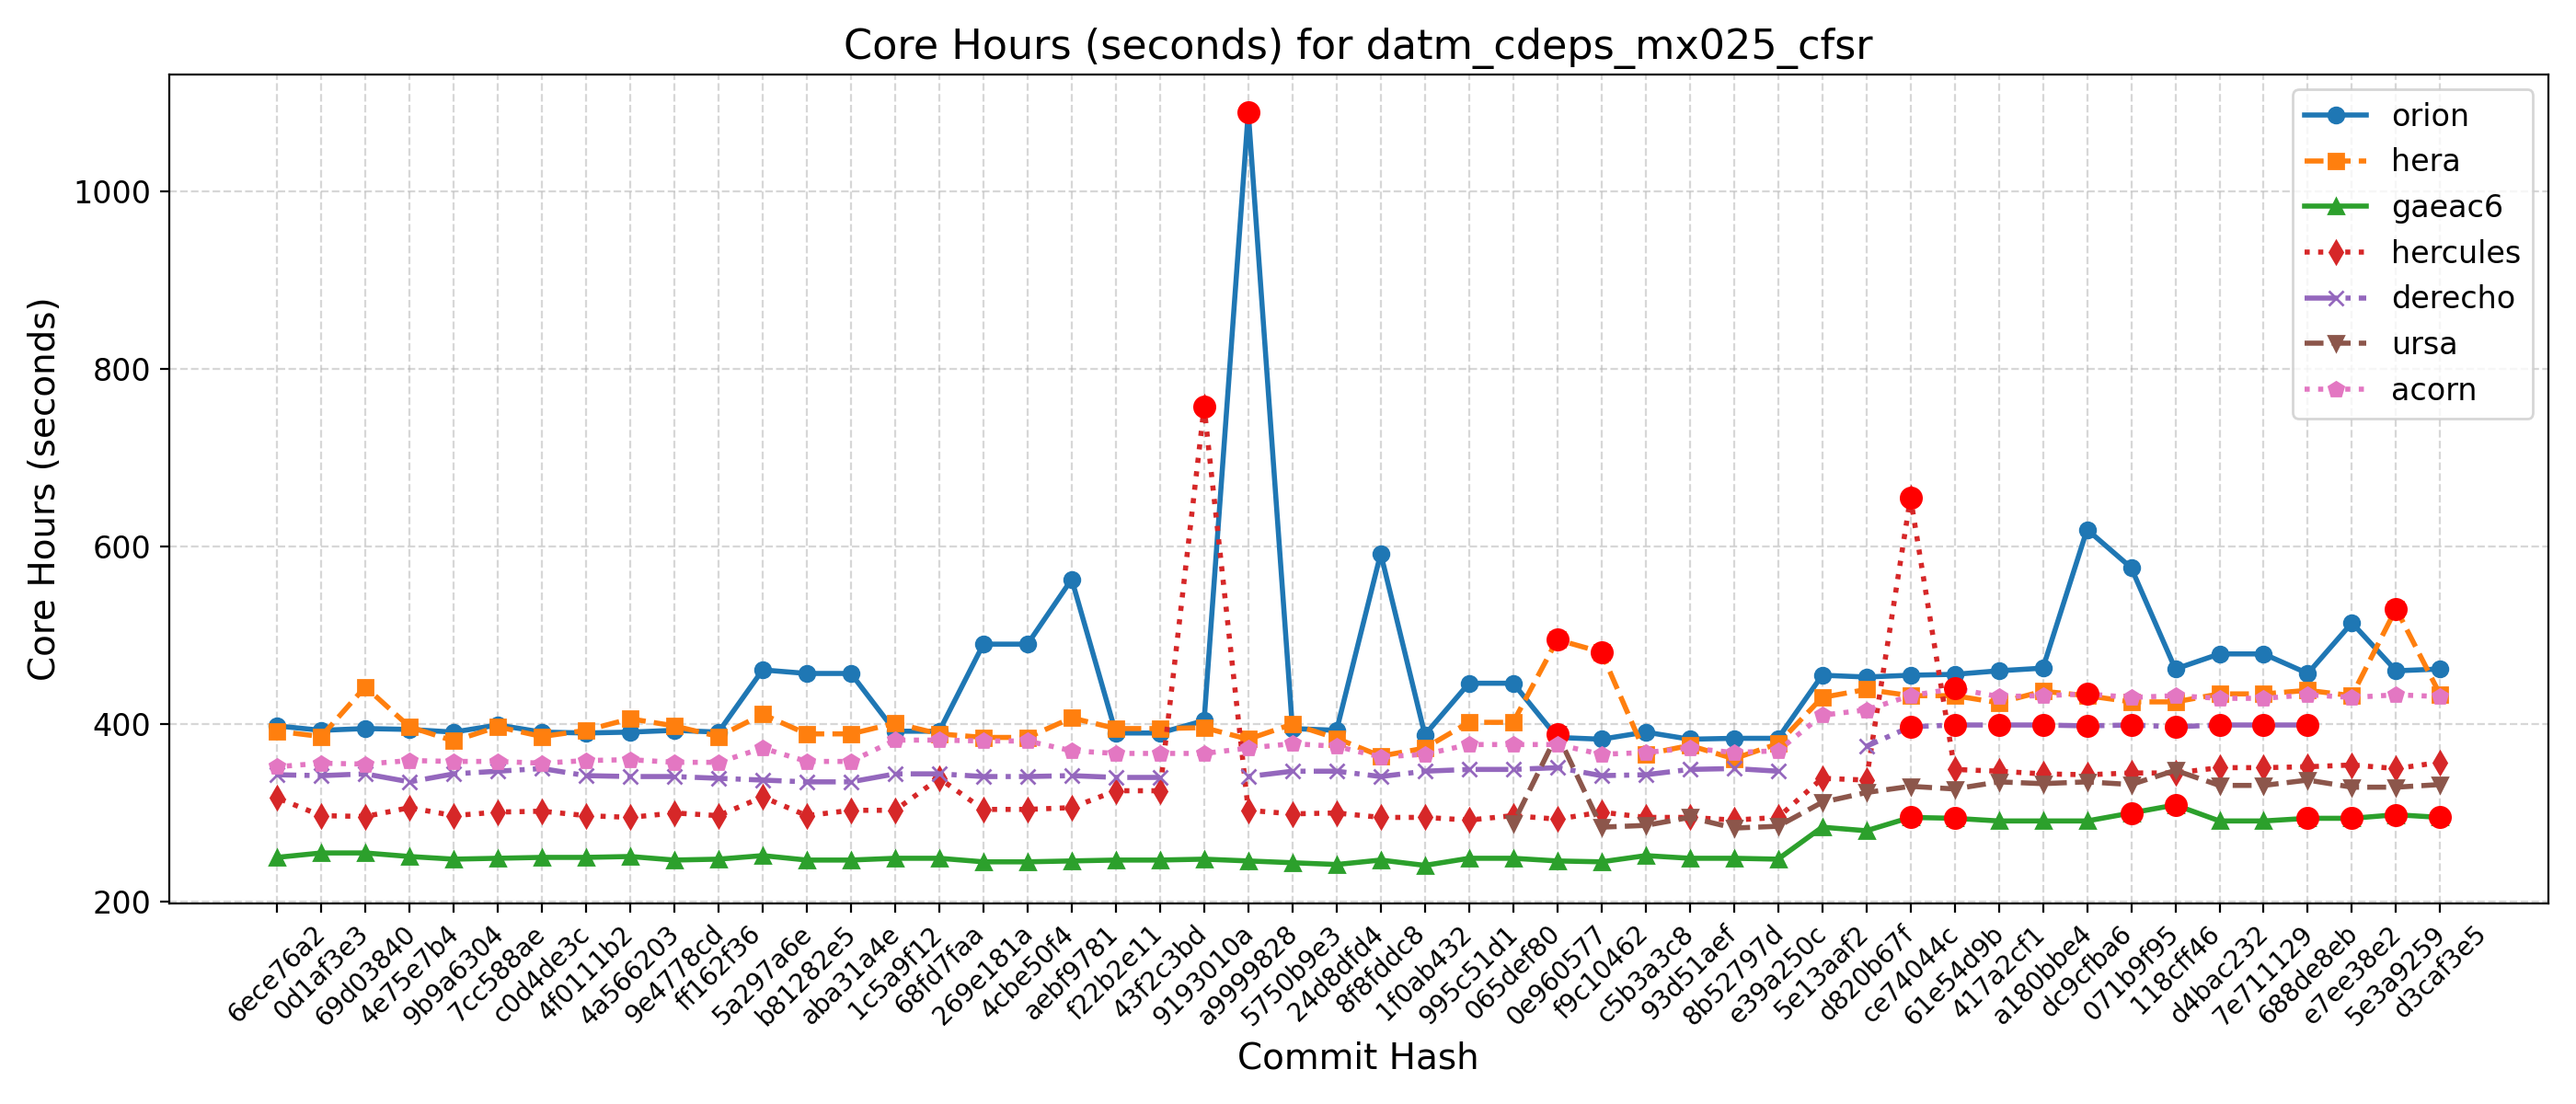 Core Hours (seconds) for datm_cdeps_mx025_cfsr
Core Hours (seconds)
1000
800
600
400
200
orion
hera
gaeac6
hercules
derecho
ursa
acorn
6ece76a2
0d1af3e3
69d03840
4e75e7b4
9b9a6304
7cc588ae
c0d4de3c
4f0111b2
4a566203
9e4778cd
ff162f36
5a297a6e
b81282e5
aba31a4e
1c5a9f12
68fd7faa
269e181a
4cbe50f4
aebf9781
f22b2e11
43f2c3bd
9193010a
a9999828
5750b9e3
24d8dfd4
8f8fddc8
1f0ab432
995c51d1
065def80
0e960577
f9c10462
c5b3a3c8
93d51aef
8b52797d
e39a250c
5e13aaf2
d820b67f
ce74044c
61e54d9b
417a2cf1
a180bbe4
dc9cfba6
071b9f95
118cff46
d4bac232
7e711129
688de8eb
e7ee38e2
5e3a9259
d3caf3e5
Commit Hash